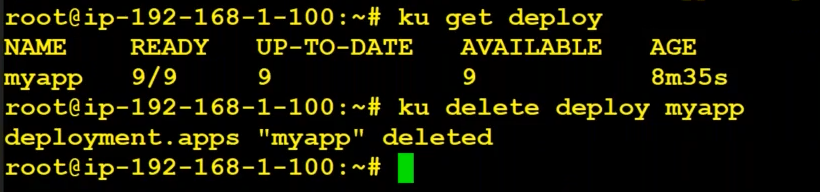 root@ip-192-168-1-100:~# ku get deploy
NAME READY UP-TO-DATE AVAILABLE AGE
myapp 9/9 9 9 8m35s
root@ip-192-168-1-100:~# ku delete deploy myapp
deployment.apps "myapp" deleted
root@ip-192-168-1-100:~#